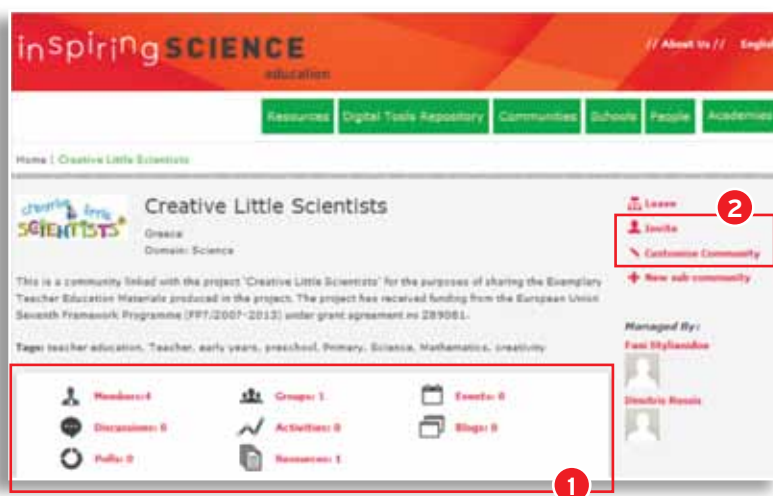 inspiring SCIENCE
education
// About Us // English
Resources Digital Tools Repository Communities Schools People Academies
Home | Creative Little Scientists
creative little
SCIENTISTS
Creative Little Scientists
Greece
Domain: Science
This is a community linked with the project 'Creative Little Scientists' for the purposes of sharing the Exemplary
Teacher Education Materials produced in the project. The project has received funding from the European Union
Seventh Framework Programme (FP7/2007-2013) under grant agreement no 289081.
Tags: teacher education, Teacher, early years, preschool, Primary, Science, Mathematics, creativity
Leave
2
Invite
Customise Community
New sub community
Managed By:
Fani Stylianidou
Dimitris Rossis
Members:4
Groups: 1
Events: 0
Discussions: 0
Activities: 0
Blogs: 0
Polls: 0
Resources: 1
1